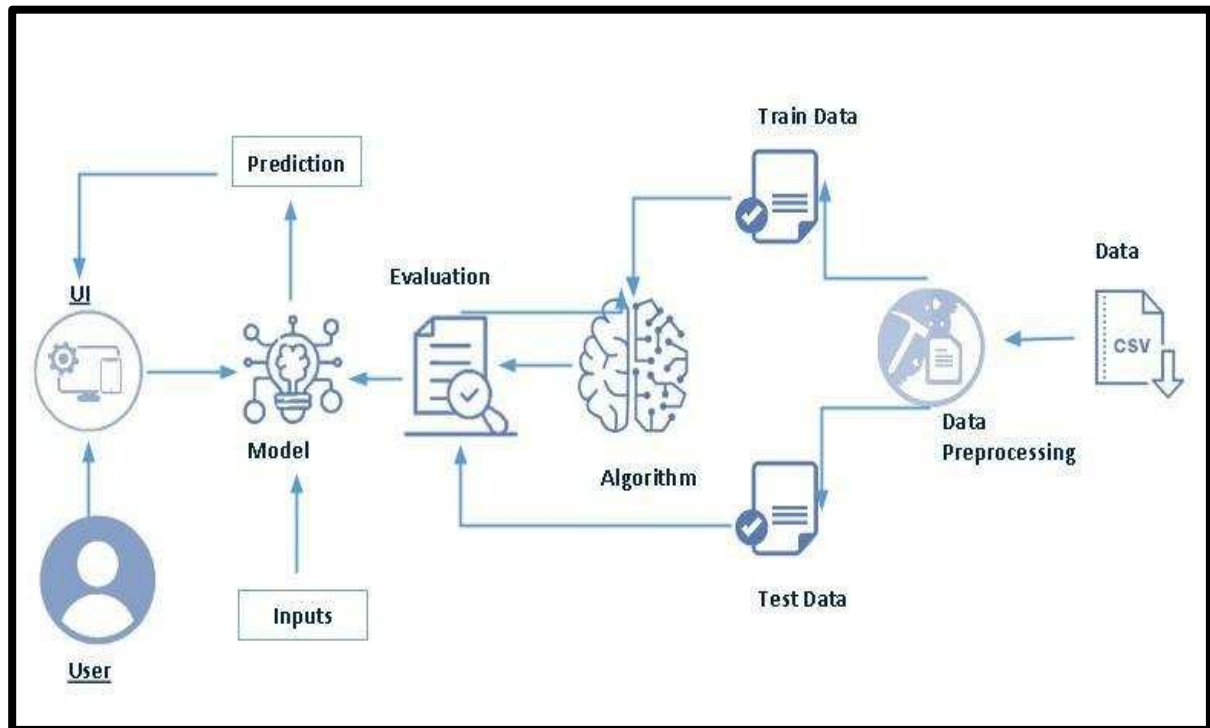 Train Data
Prediction
Data
Evaluation
UI
CSV
Data
Preprocessing
Model
Algorithm
Inputs
Test Data
User